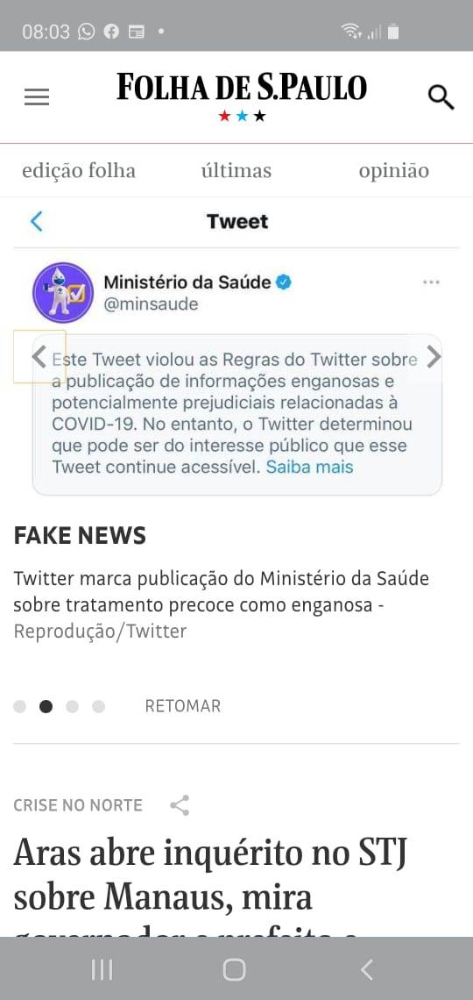 08:03
FOLHA DE S.PAULO
edição folha últimas opinião
Tweet
Ministério da Saúde
@minsaude
Este Tweet violou as Regras do Twitter sobre
a publicação de informações enganosas e
potencialmente prejudiciais relacionadas à
COVID-19. No entanto, o Twitter determinou
que pode ser do interesse público que esse
Tweet continue acessível. Saiba mais
FAKE NEWS
Twitter marca publicação do Ministério da Saúde
sobre tratamento precoce como enganosa -
Reprodução/Twitter
RETOMAR
CRISE NO NORTE
Aras abre inquérito no STJ
sobre Manaus, mira
governador e prefeito e